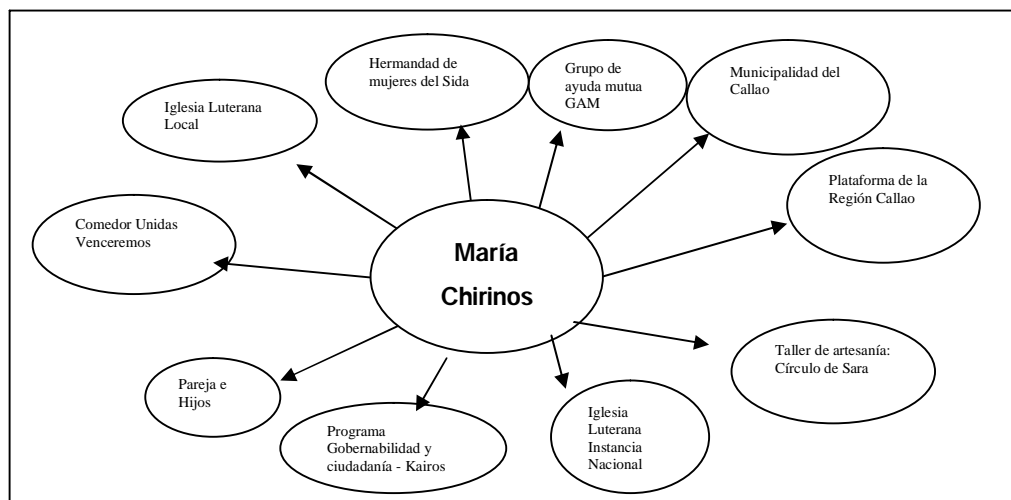 Hermandad de
mujeres del Sida
Grupo de
ayuda mutua
GAM
Municipalidad del
Callao
Iglesia Luterana
Local
Plataforma de la
Región Callao
Comedor Unidas
Venceremos
María
Chirinos
Taller de artesanía:
Círculo de Sara
Pareja e
Hijos
Programa
Gobernabilidad y
ciudadanía - Kairos
Iglesia
Luterana
Instancia
Nacional